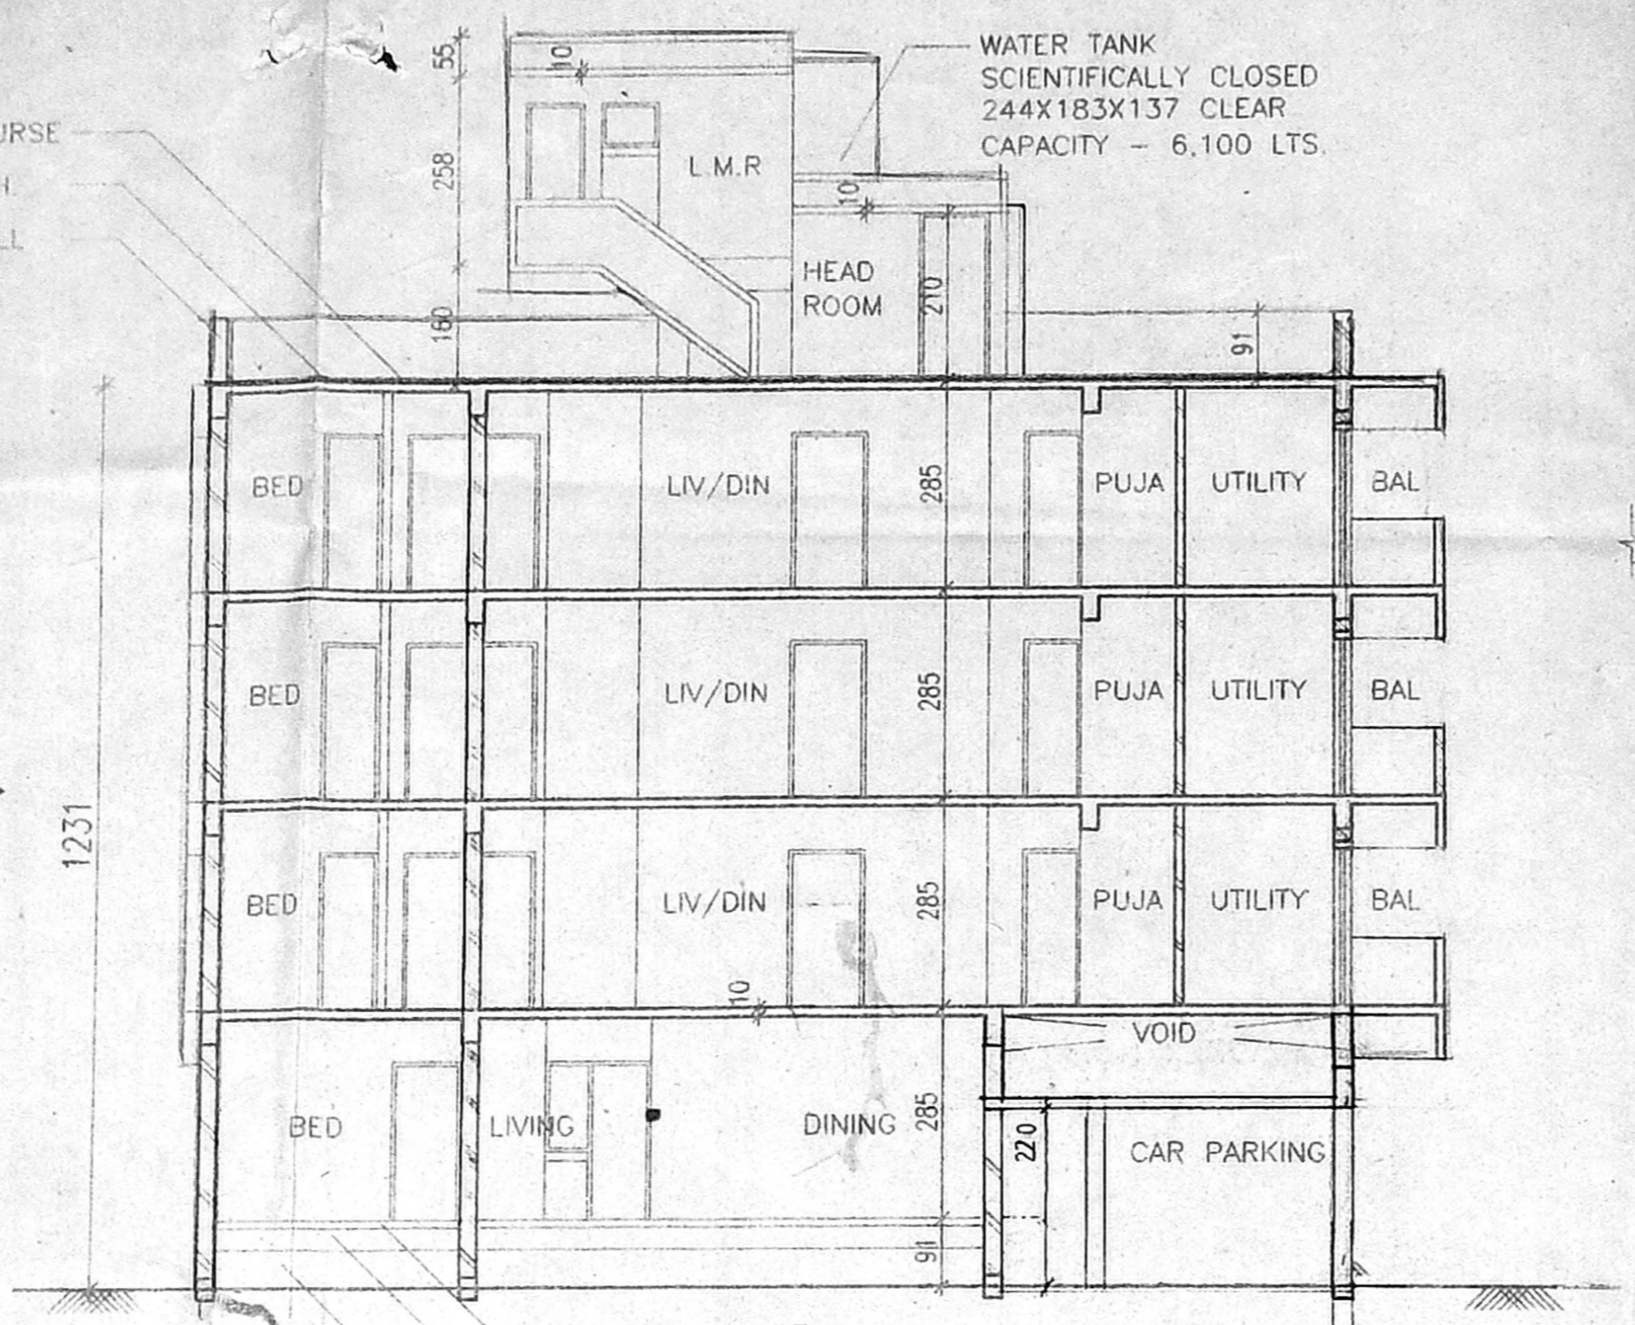 55
10
WATER TANK
SCIENTIFICALLY CLOSED
244X183X137 CLEAR
CAPACITY - 6,100 LTS.
URSE
H.
LL
258
L.M.R
10
HEAD
ROOM
210
180
91
BED
LIV/DIN
285
PUJA
UTILITY
BAL
BED
LIV/DIN
285
PUJA
UTILITY
BAL
1231
BED
LIV/DIN
285
PUJA
UTILITY
BAL
10
VOID
BED
LIVING
DINING
285
220
CAR PARKING
91